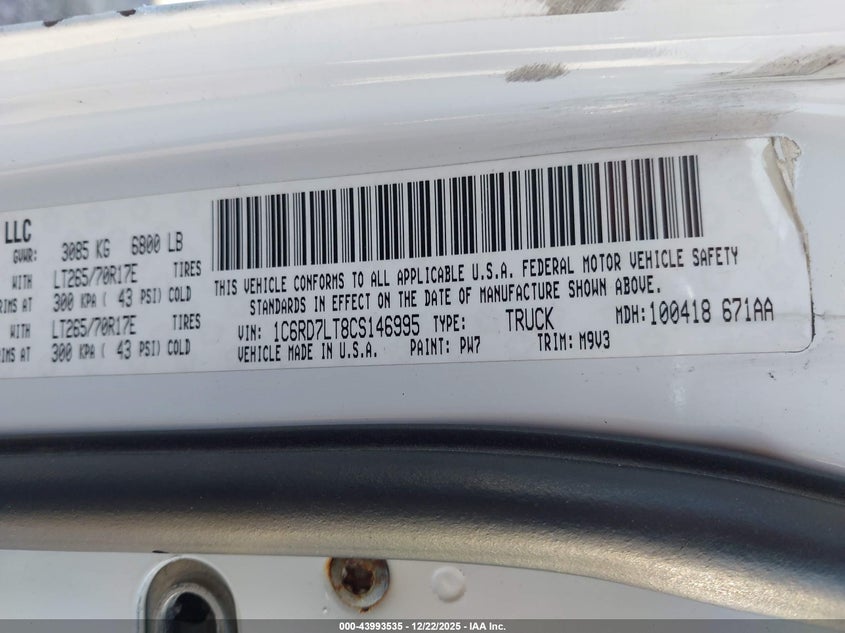 LLC
GVWR: 3085 KG 6800 LB
WITH LT265/70R17E TIRES
RIMS AT 300 KPA ( 43 PSI) COLD
WITH LT265/70R17E TIRES
RIMS AT 300 KPA ( 43 PSI) COLD
THIS VEHICLE CONFORMS TO ALL APPLICABLE U.S.A. FEDERAL MOTOR VEHICLE SAFETY
STANDARDS IN EFFECT ON THE DATE OF MANUFACTURE SHOWN ABOVE.
VIN: 1C6RD7LT8CS146995 TYPE: TRUCK MDH: 100418 671AA
VEHICLE MADE IN U.S.A. PAINT: PW7 TRIM: M9V3
000-43993535 - 12/22/2025 - IAA Inc.